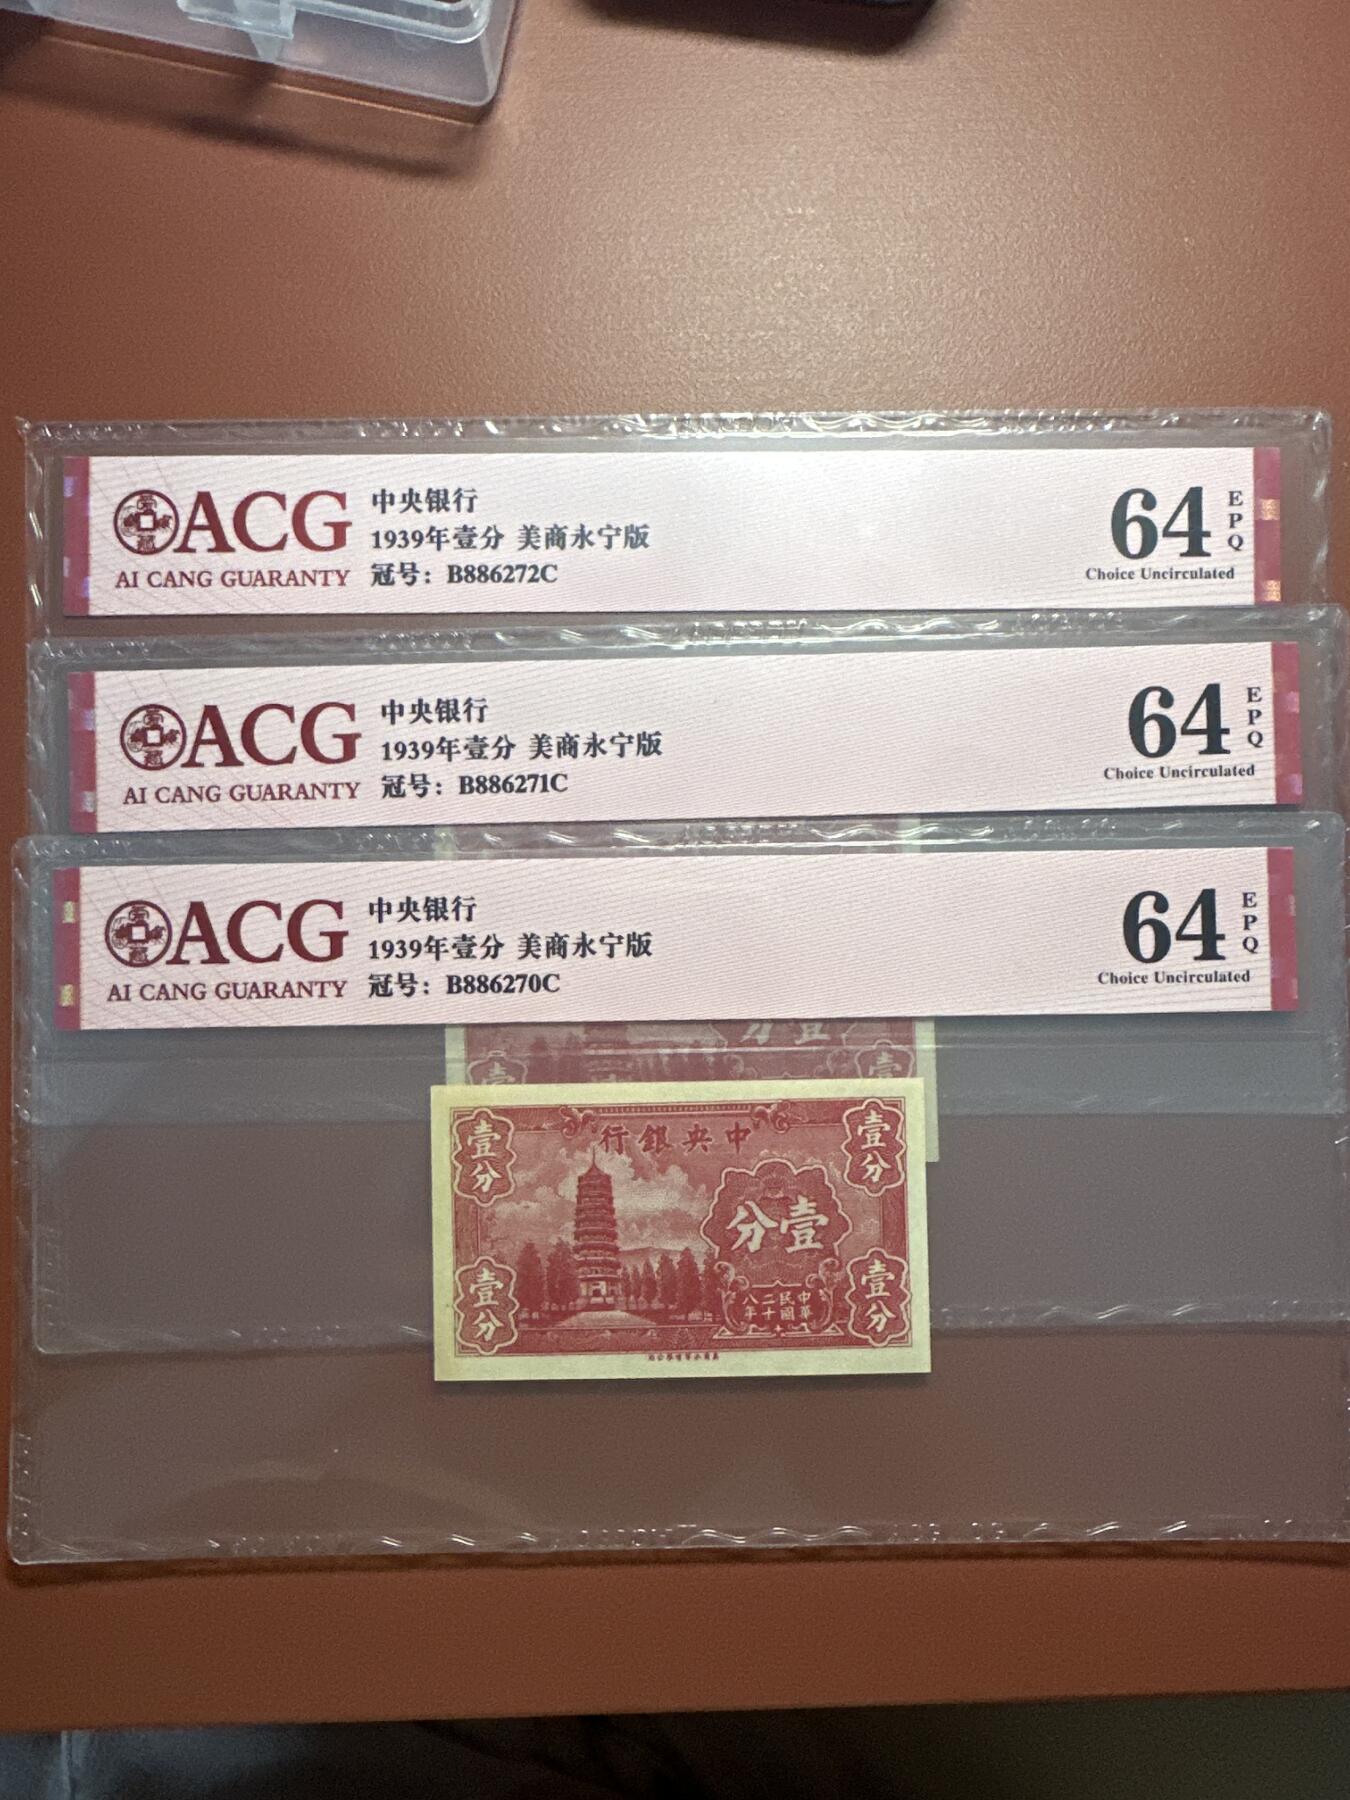 ACG
AI CANG GUARANTY
中央银行
1939年壹分 美商永宁版
冠号：B886272C
64
EPQ
Choice Uncirculated
ACG
AI CANG GUARANTY
中央银行
1939年壹分 美商永宁版
冠号：B886271C
64
EPQ
Choice Uncirculated
ACG
AI CANG GUARANTY
中央银行
1939年壹分 美商永宁版
冠号：B886270C
64
EPQ
Choice Uncirculated
分壹
壹
壹
行銀央中
壹分
壹分
分壹
中華
民國
二十
八年
壹分
壹分